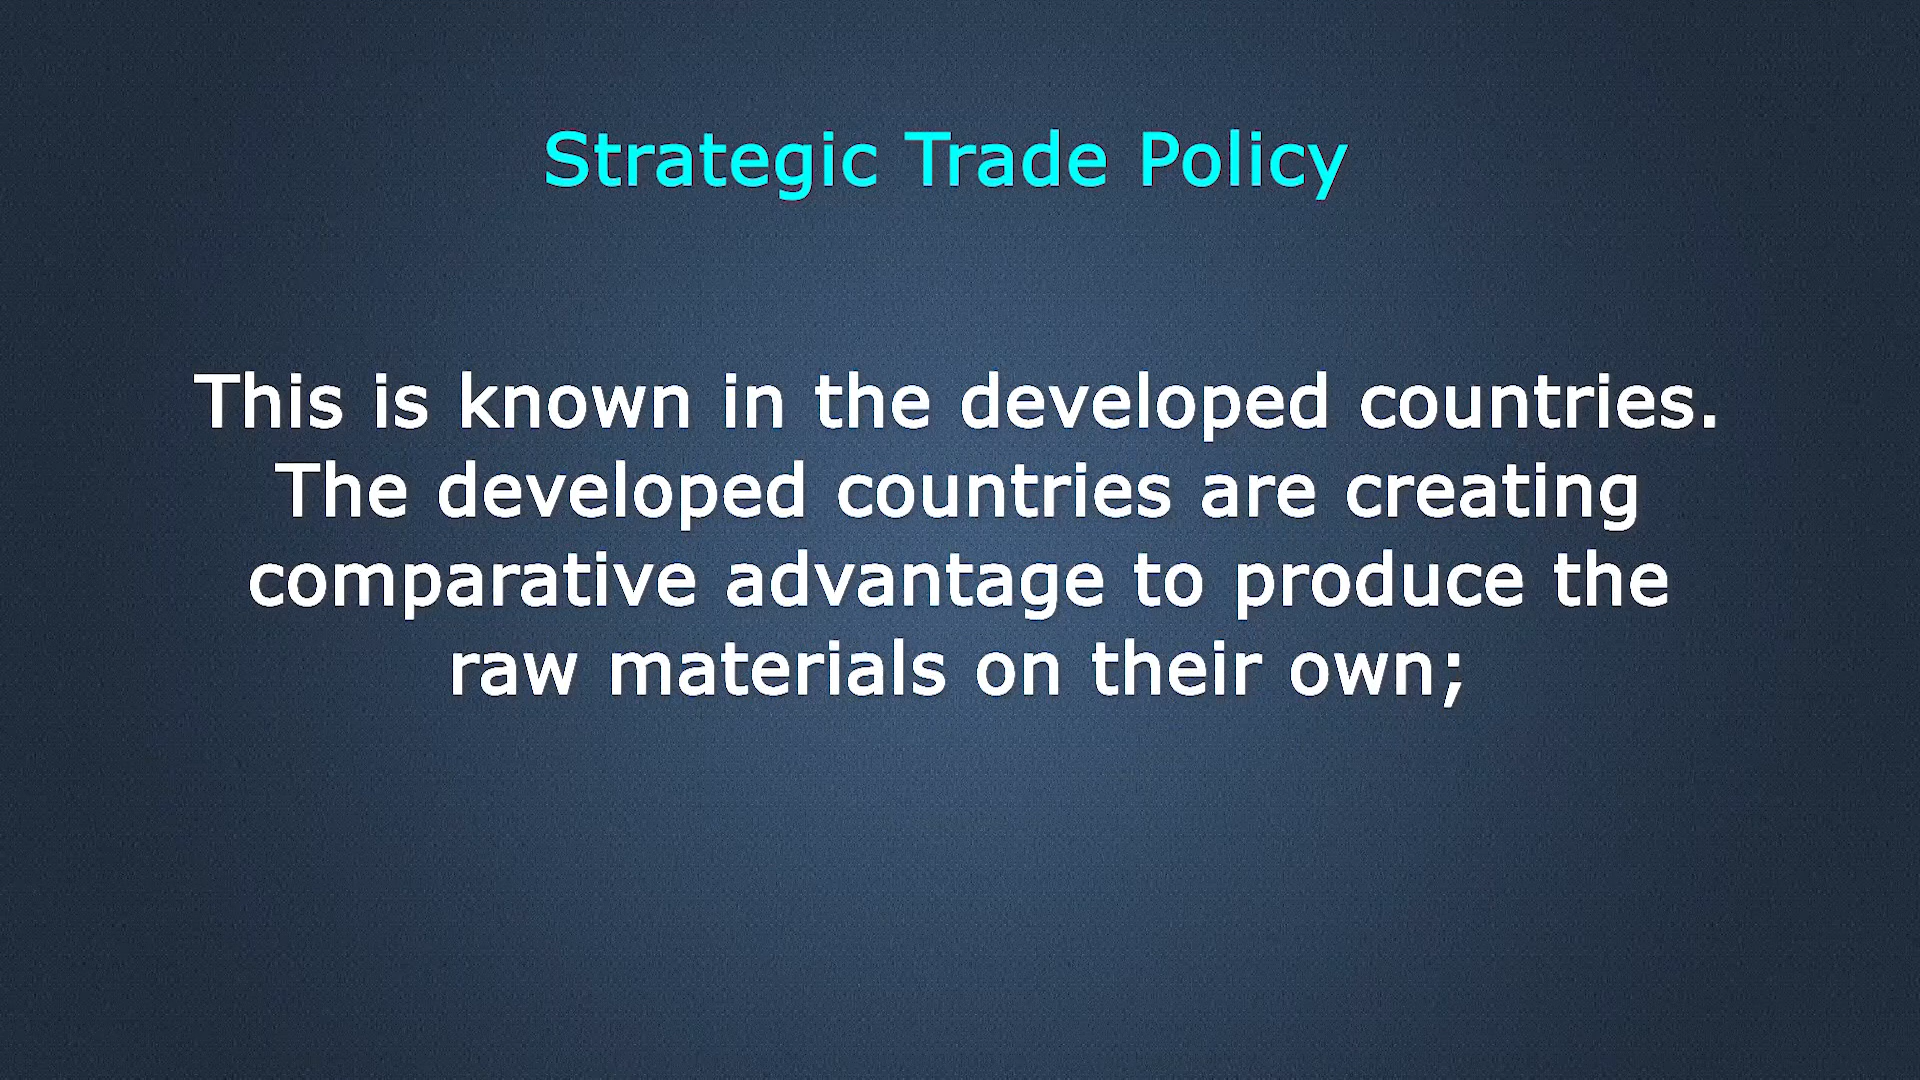 Strategic Trade Policy
This is known in the developed countries.
The developed countries are creating
comparative advantage to produce the
raw materials on their own;